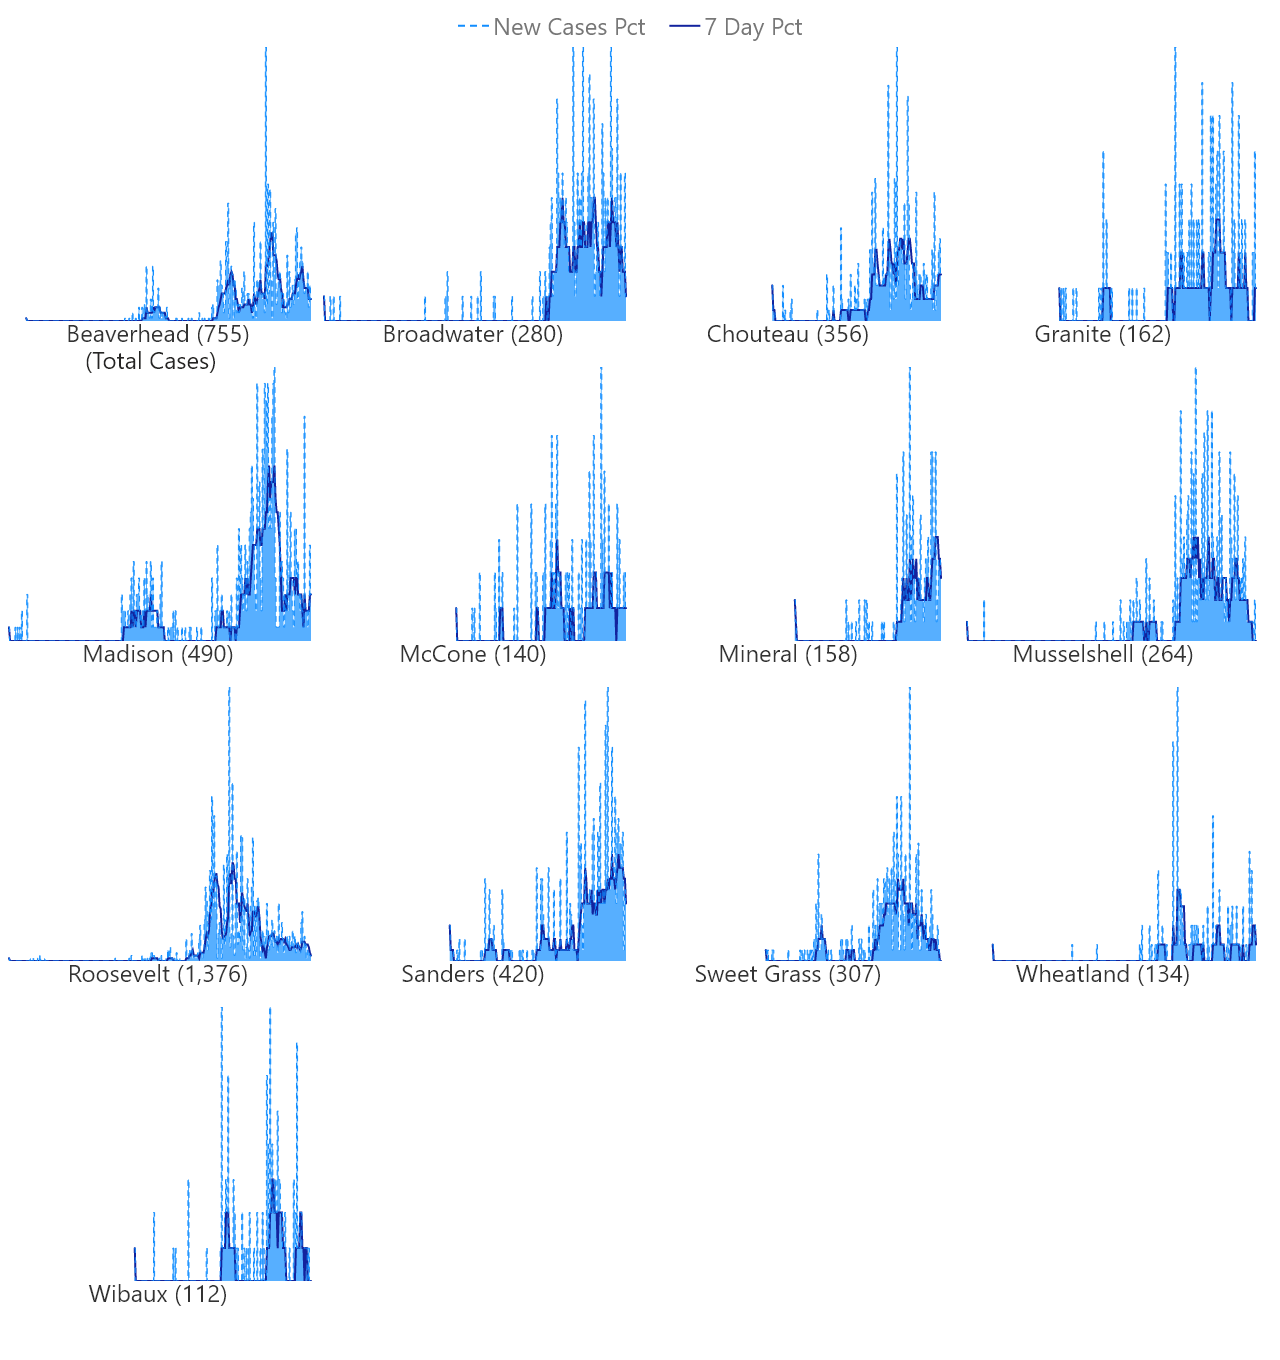 New Cases Pct 7 Day Pct
Beaverhead (755) Broadwater (280) Chouteau (356) Granite (162)
(Total Cases)
Madison (490) McCone (140) Mineral (158) Musselshell (264)
Roosevelt (1,376) Sanders (420) Sweet Grass (307) Wheatland (134)
Wibaux (112)